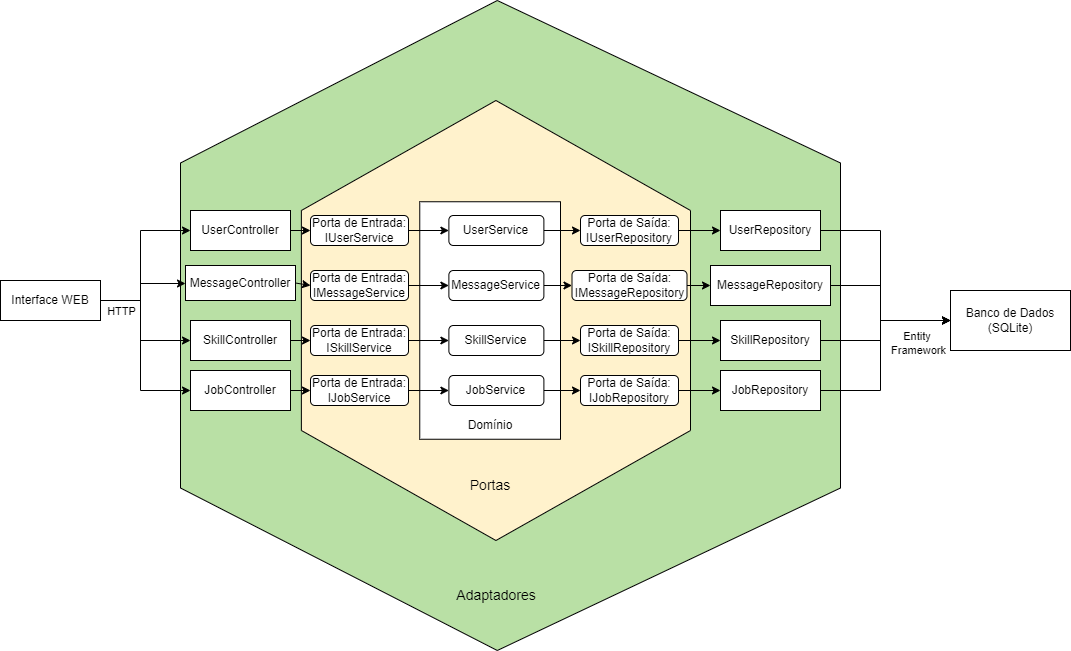 UserController
Porta de Entrada:
IUserService
UserService
Porta de Saída:
IUserRepository
UserRepository
MessageController
Porta de Entrada:
IMessageService
MessageService
Porta de Saída:
IMessageRepository
MessageRepository
Interface WEB
HTTP
SkillController
Porta de Entrada:
ISkillService
SkillService
Porta de Saída:
ISkillRepository
SkillRepository
Entity
Framework
Banco de Dados
(SQLite)
JobController
Porta de Entrada:
IJobService
JobService
Porta de Saída:
IJobRepository
JobRepository
Domínio
Portas
Adaptadores